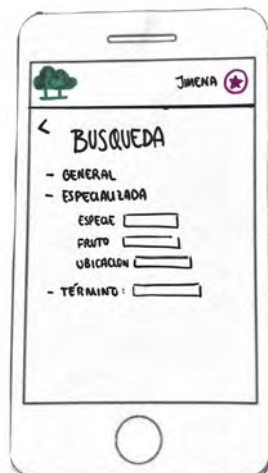 JIMENA
<
BUSQUEDA
- GENERAL
- ESPECIALIZADA
ESPECIE
FRUTO
UBICACION
- TÉRMINO: